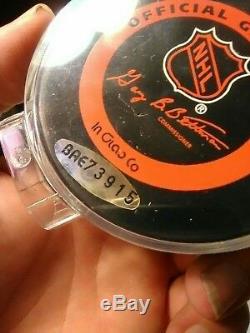 OFFICIAL G
NHL
Gary B. Bettman
COMMISSIONER
In Glas Co
BAE73915